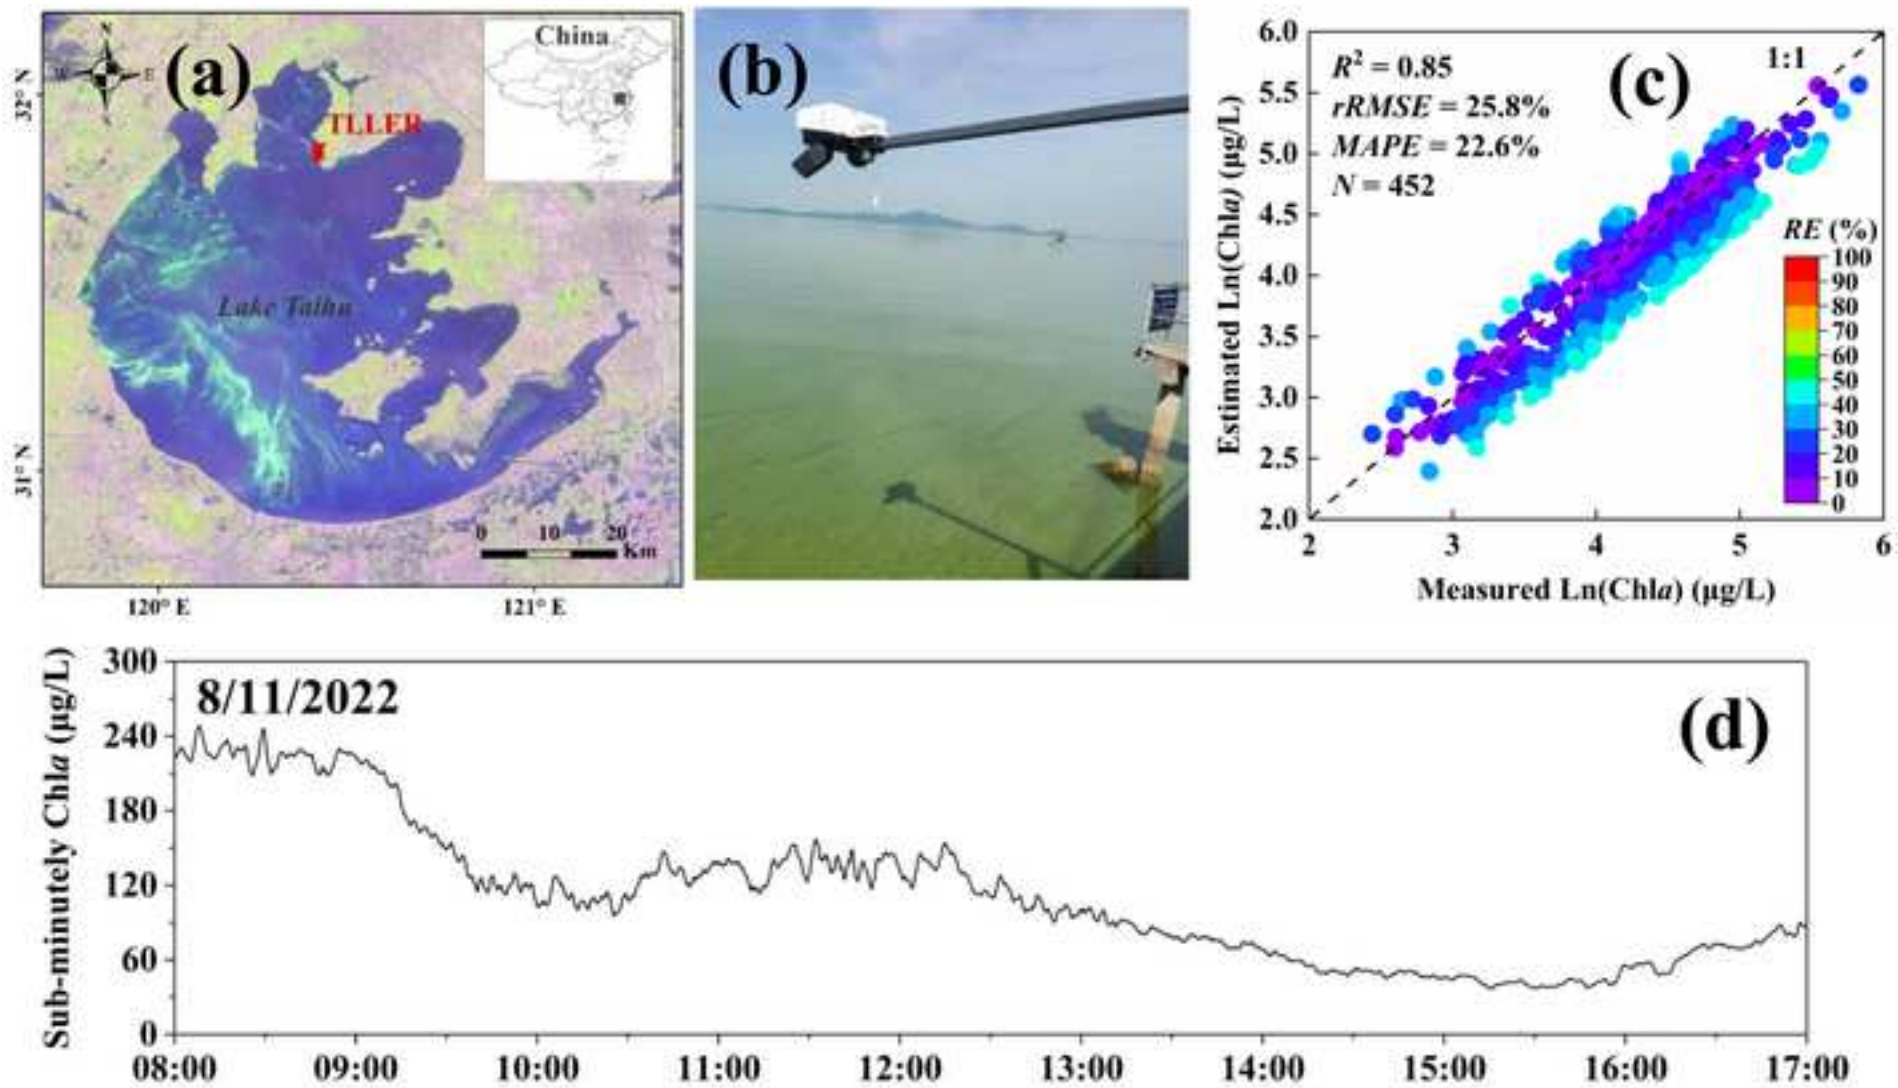 (a)
China
N
W
E
TLLER
Lake Taihu
0 10 20
Km
32° N
31° N
120° E 121° E
(b)
(c)
R² = 0.85
rRMSE = 25.8%
MAPE = 22.6%
N = 452
1:1
RE (%)
100
90
80
70
60
50
40
30
20
10
0
Estimated Ln(Chla) (μg/L)
6.0
5.5
5.0
4.5
4.0
3.5
3.0
2.5
2.0
2 3 4 5 6
Measured Ln(Chla) (μg/L)
8/11/2022
(d)
Sub-minutely Chla (μg/L)
300
240
180
120
60
0
08:00 09:00 10:00 11:00 12:00 13:00 14:00 15:00 16:00 17:00